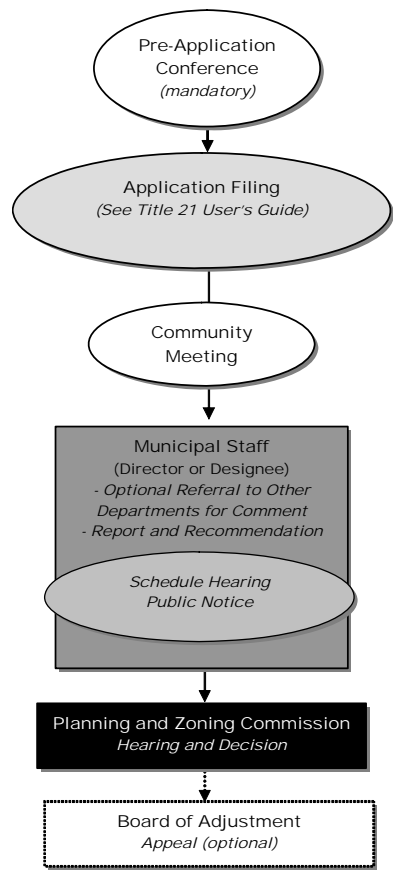 Pre-Application
Conference
(mandatory)
Application Filing
(See Title 21 User's Guide)
Community
Meeting
Municipal Staff
(Director or Designee)
- Optional Referral to Other
Departments for Comment
- Report and Recommendation
Schedule Hearing
Public Notice
Planning and Zoning Commission
Hearing and Decision
Board of Adjustment
Appeal (optional)